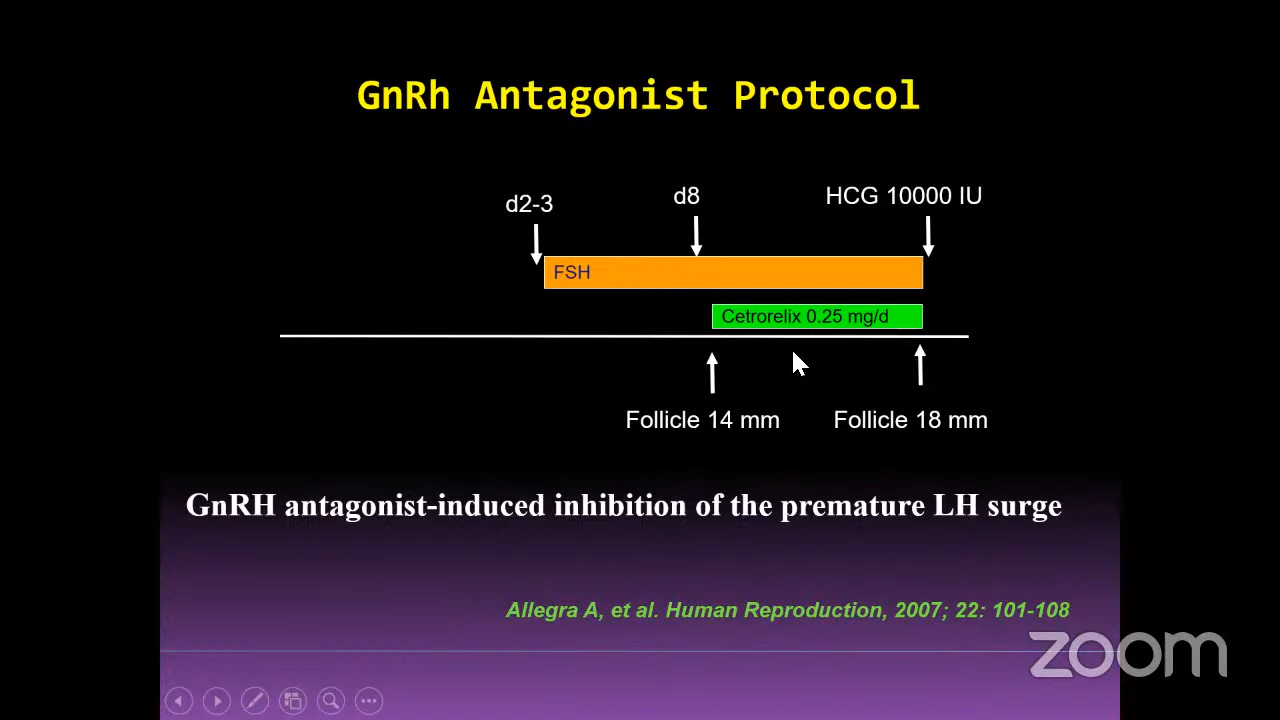 GnRh Antagonist Protocol
d2-3
d8
HCG 10000 IU
FSH
Cetrorelix 0.25 mg/d
Follicle 14 mm
Follicle 18 mm
GnRH antagonist-induced inhibition of the premature LH surge
Allegra A, et al. Human Reproduction, 2007; 22: 101-108
zoom